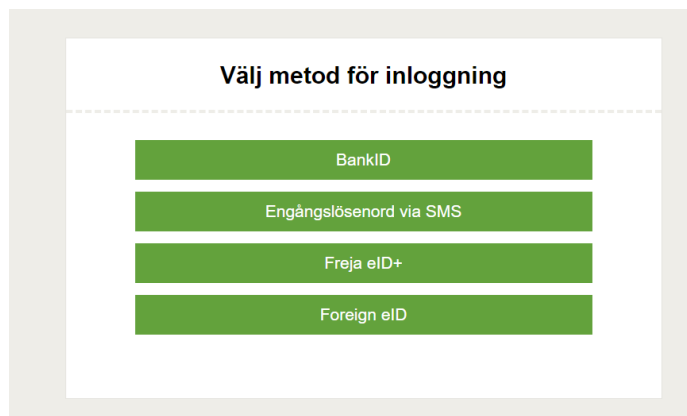 Välj metod för inloggning
BankID
Engångslösenord via SMS
Freja eID+
Foreign eID